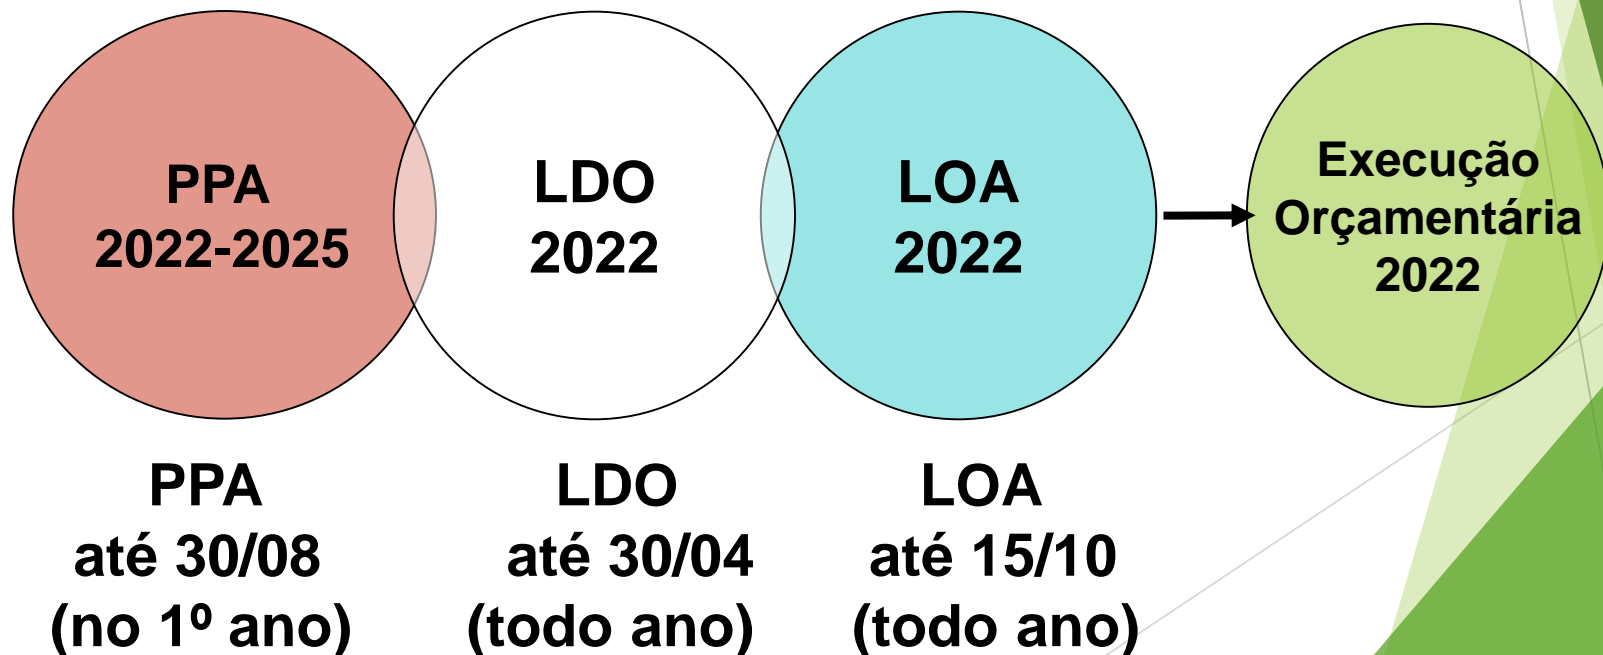 PPA
2022-2025
LDO
2022
LOA
2022
Execução
Orçamentária
2022
PPA
até 30/08
(no 1º ano)
LDO
até 30/04
(todo ano)
LOA
até 15/10
(todo ano)